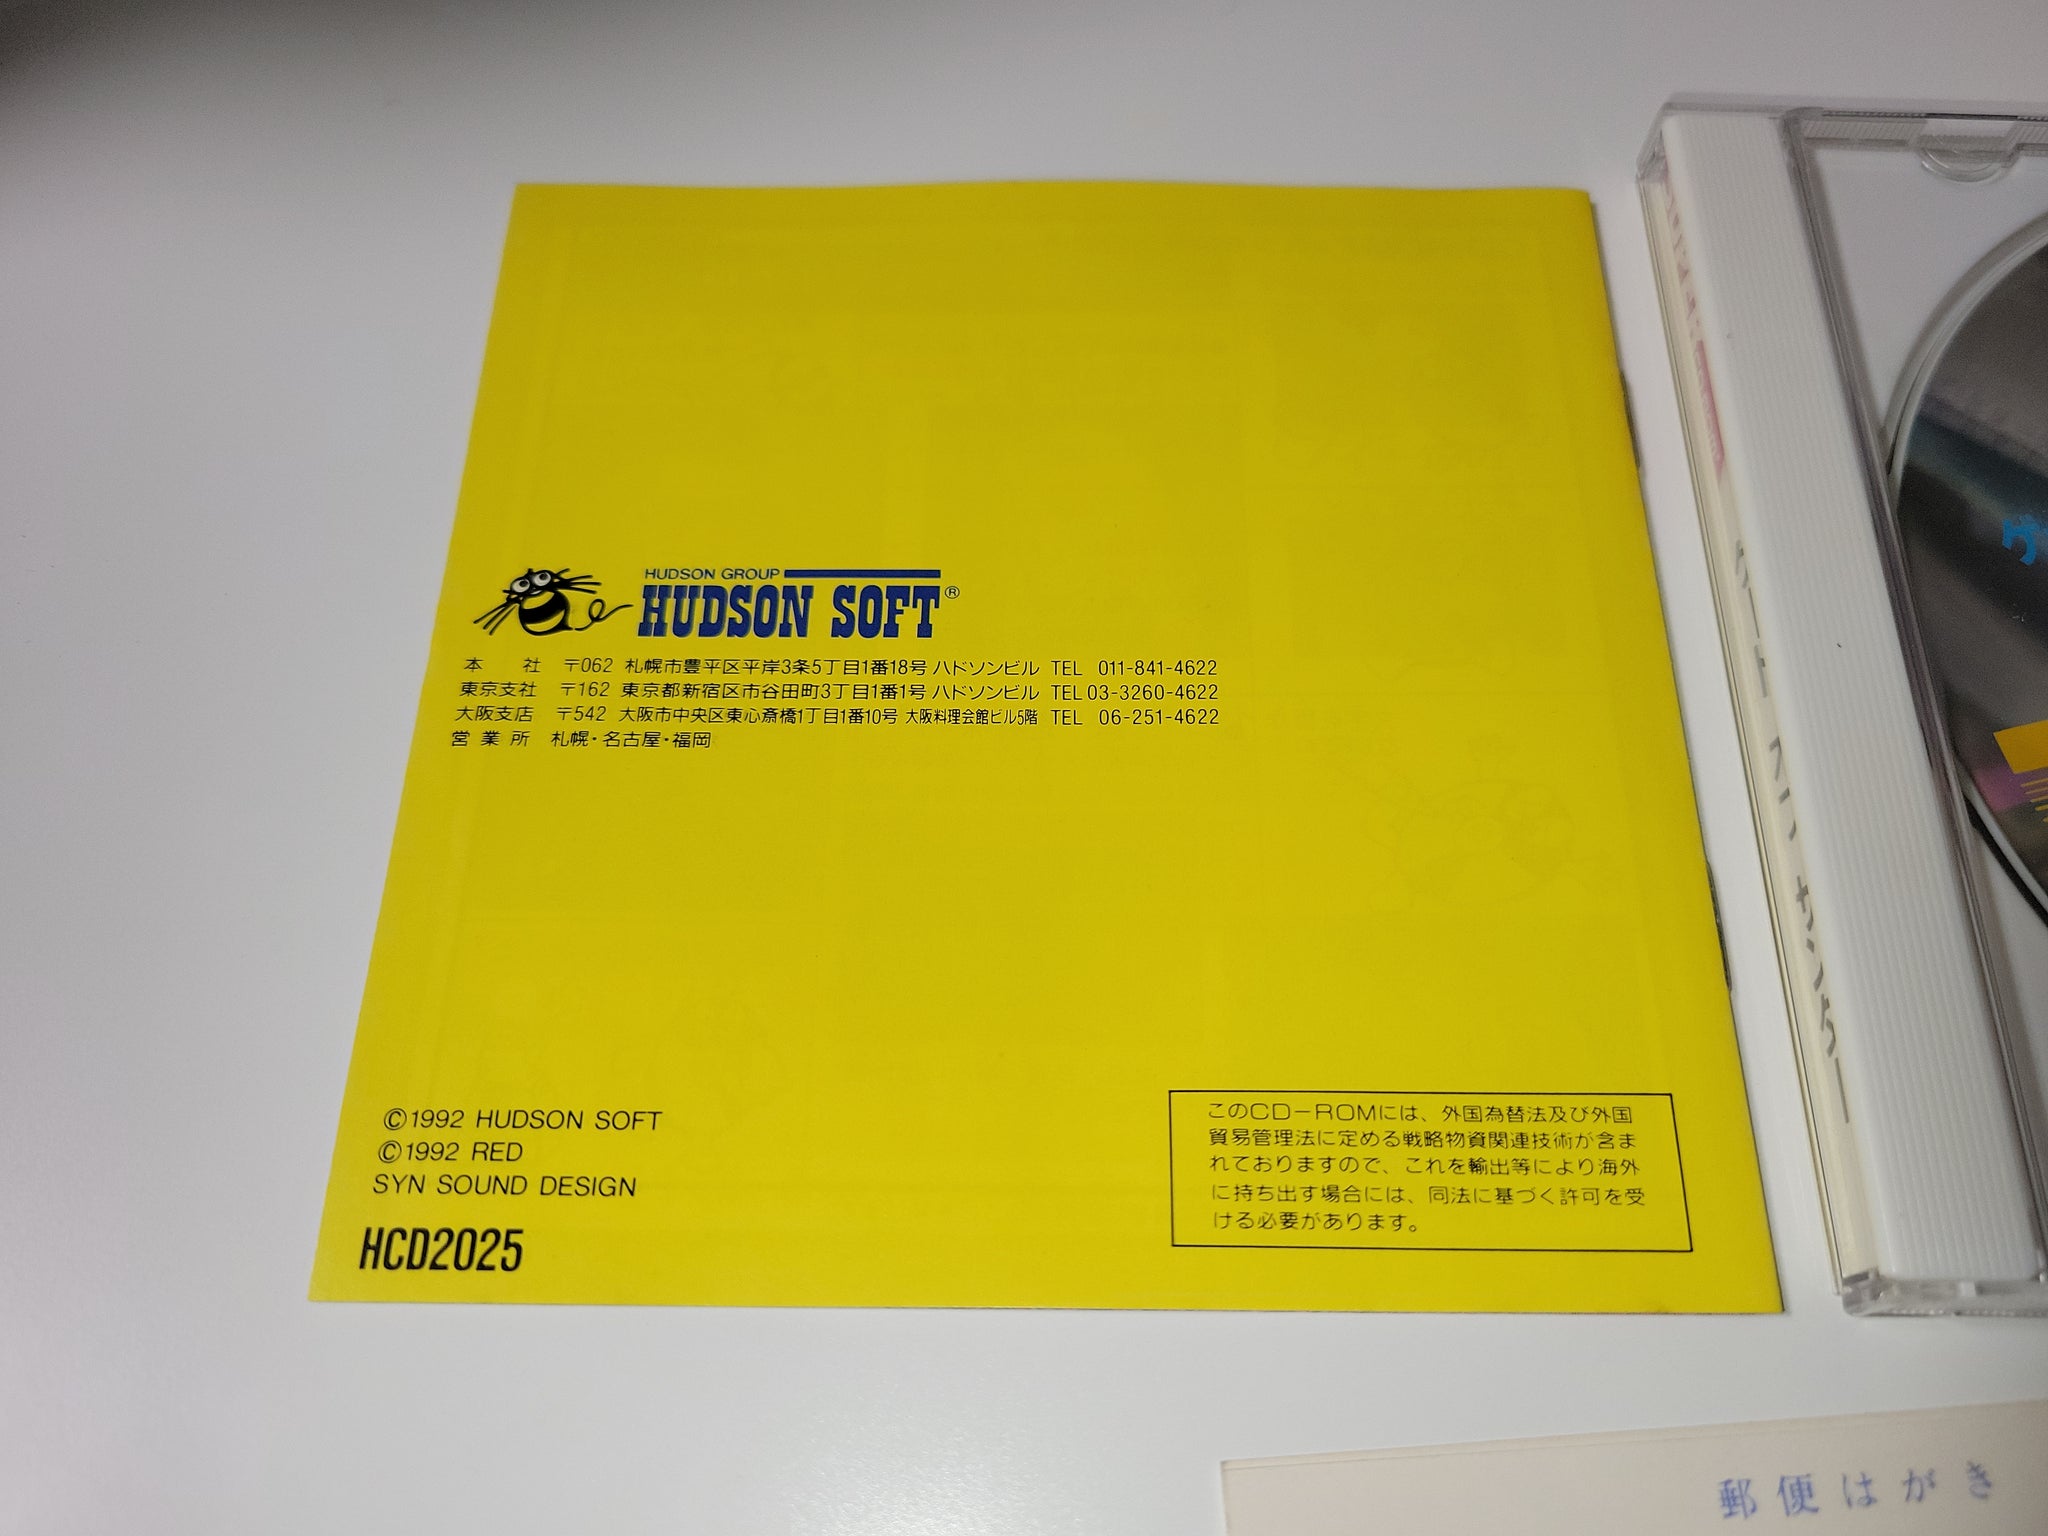 HUDSON GROUP
HUDSON SOFT®
本 社 〒062 札幌市豊平区平岸3条5丁目1番18号 ハドソンビル TEL 011-841-4622
東京支社 〒162 東京都新宿区市谷田町3丁目1番1号 ハドソンビル TEL 03-3260-4622
大阪支店 〒542 大阪市中央区東心斎橋1丁目1番10号 大阪料理会館ビル5階 TEL 06-251-4622
営業所 札幌・名古屋・福岡
©1992 HUDSON SOFT
©1992 RED
SYN SOUND DESIGN
HCD2025
このCD-ROMには、外国為替法及び外国
貿易管理法に定める戦略物資関連技術が含ま
れておりますので、これを輸出等により海外
に持ち出す場合には、同法に基づく許可を受
ける必要があります。
郵便はがき